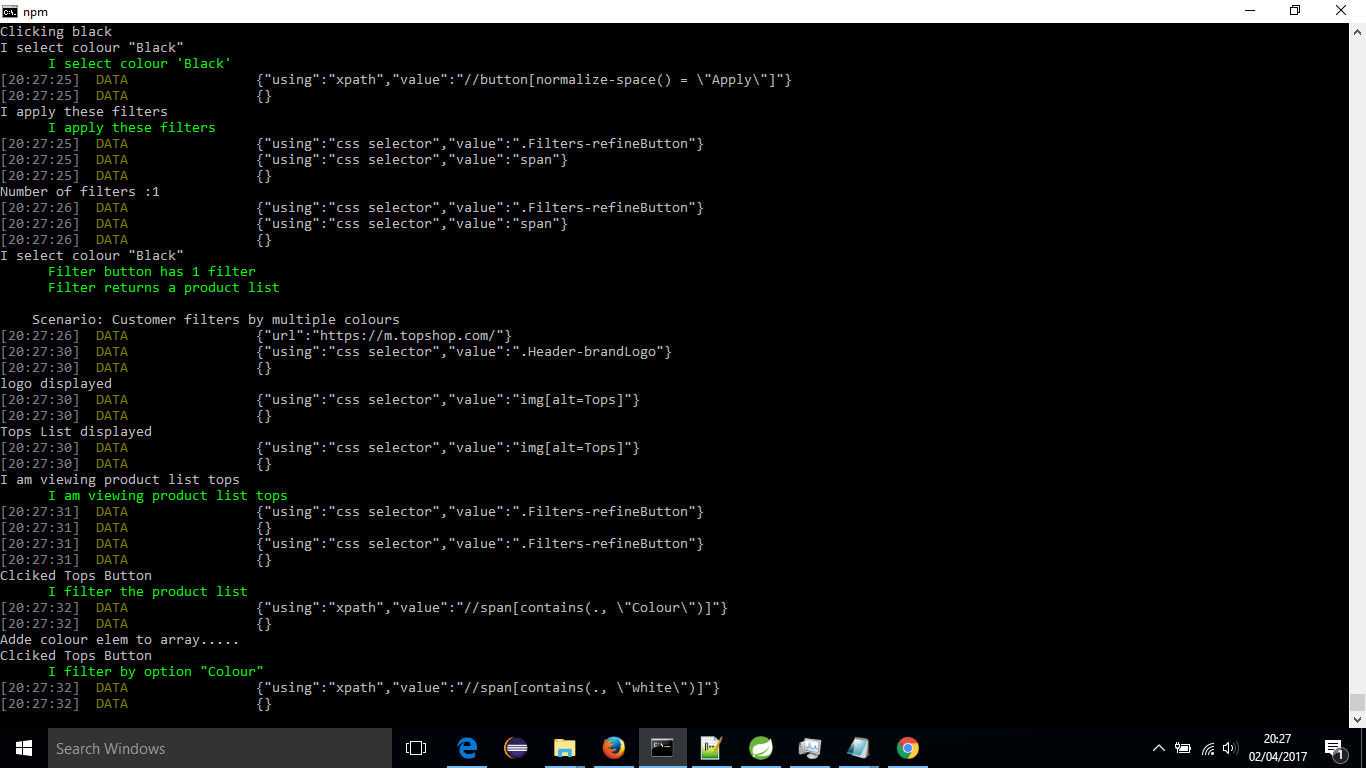 npm
Clicking black
I select colour "Black"
I select colour 'Black'
[20:27:25] DATA {"using":"xpath","value":"//button[normalize-space() = \"Apply\"]"}
[20:27:25] DATA {}
I apply these filters
I apply these filters
[20:27:25] DATA {"using":"css selector","value":".Filters-refineButton"}
[20:27:25] DATA {"using":"css selector","value":"span"}
[20:27:25] DATA {}
Number of filters :1
[20:27:26] DATA {"using":"css selector","value":".Filters-refineButton"}
[20:27:26] DATA {"using":"css selector","value":"span"}
[20:27:26] DATA {}
I select colour "Black"
Filter button has 1 filter
Filter returns a product list
Scenario: Customer filters by multiple colours
[20:27:26] DATA {"url":"https://m.topshop.com/"}
[20:27:30] DATA {"using":"css selector","value":".Header-brandLogo"}
[20:27:30] DATA {}
logo displayed
[20:27:30] DATA {"using":"css selector","value":"img[alt=Tops]"}
[20:27:30] DATA {}
Tops List displayed
[20:27:30] DATA {"using":"css selector","value":"img[alt=Tops]"}
[20:27:30] DATA {}
I am viewing product list tops
I am viewing product list tops
[20:27:31] DATA {"using":"css selector","value":".Filters-refineButton"}
[20:27:31] DATA {}
[20:27:31] DATA {"using":"css selector","value":".Filters-refineButton"}
[20:27:31] DATA {}
Clciked Tops Button
I filter the product list
[20:27:32] DATA {"using":"xpath","value":"//span[contains(., \"Colour\")]"}
[20:27:32] DATA {}
Adde colour elem to array.....
Clciked Tops Button
I filter by option "Colour"
[20:27:32] DATA {"using":"xpath","value":"//span[contains(., \"white\")]"}
[20:27:32] DATA {}
Search Windows
20:27
02/04/2017
1